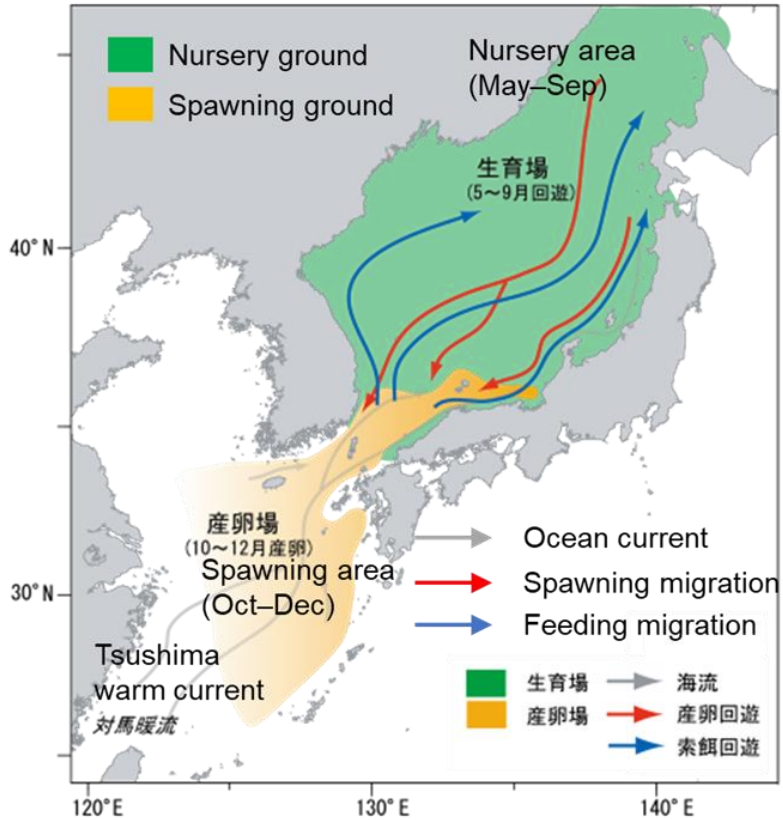 Nursery ground
Spawning ground
Nursery area
(May–Sep)
生育場
(5～9月回遊)
40°N
産卵場
(10～12月産卵)
Spawning area
(Oct–Dec)
30°N
Tsushima
warm current
対馬暖流
Ocean current
Spawning migration
Feeding migration
生育場
海流
産卵場
産卵回遊
索餌回遊
120°E
130°E
140°E